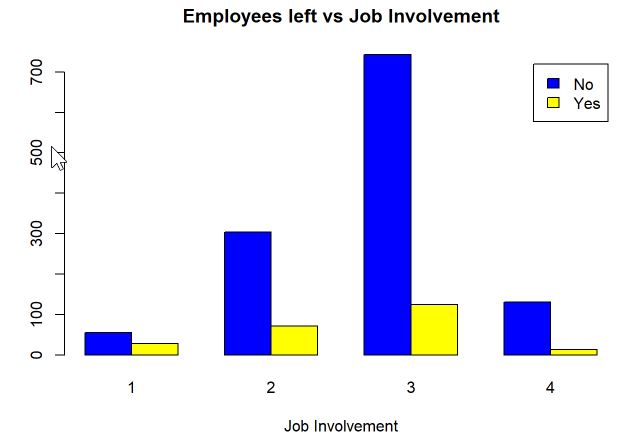 Employees left vs Job Involvement
700
500
300
100
0
No
Yes
1 2 3 4
Job Involvement